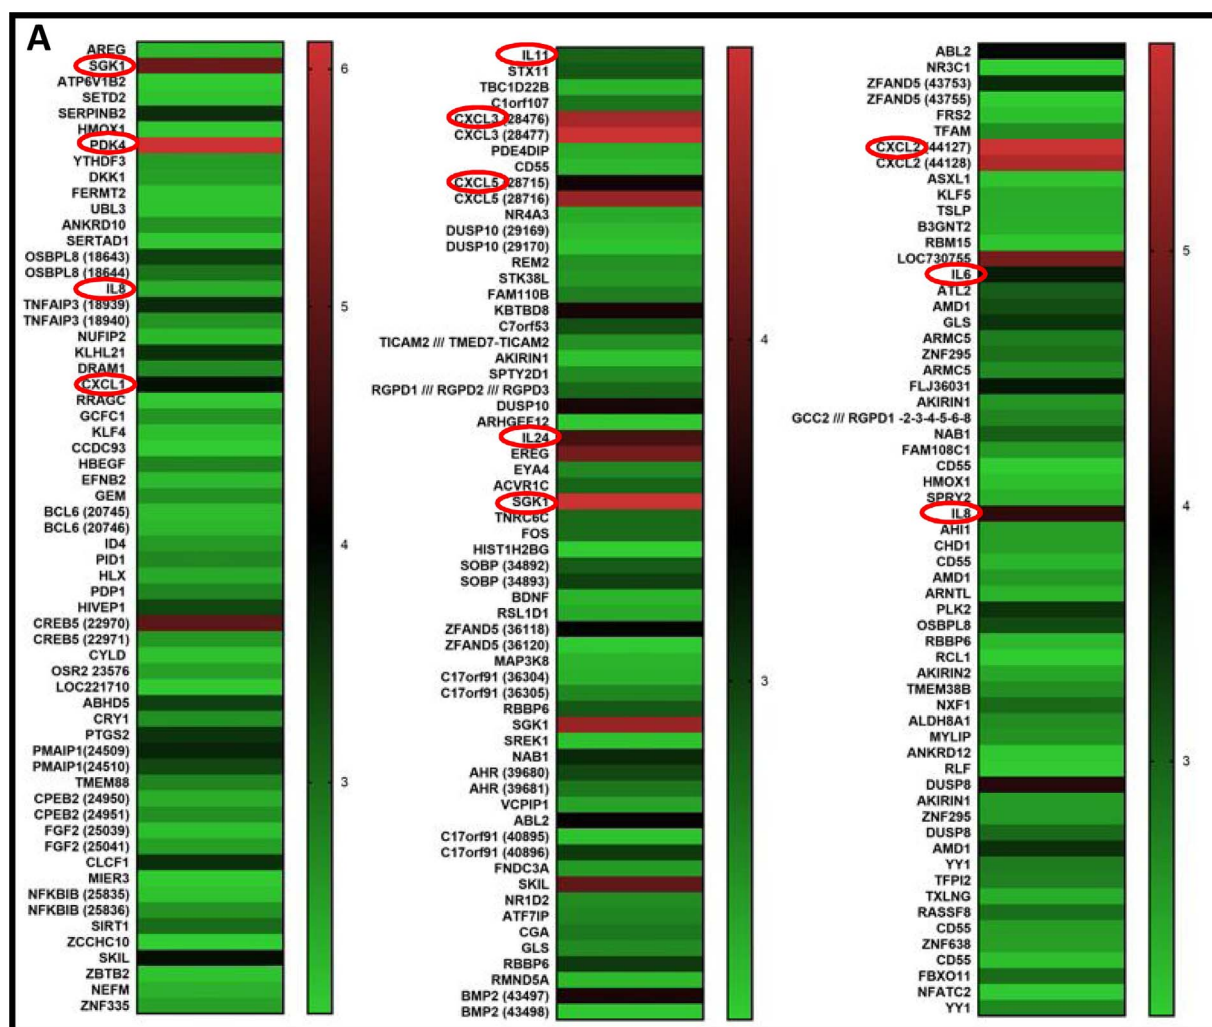 A
AREG
SGK1
ATP6V1B2
SETD2
SERPINB2
HMOX1
PDK4
YTHDF3
DKK1
FERMT2
UBL3
ANKRD10
SERTAD1
OSBPL8 (18643)
OSBPL8 (18644)
IL8
TNFAIP3 (18939)
TNFAIP3 (18940)
NUFIP2
KLHL21
DRAM1
CXCL1
RRAGC
GCFC1
KLF4
CCDC93
HBEGF
EFNB2
GEM
BCL6 (20745)
BCL6 (20746)
ID4
PID1
HLX
PDP1
HIVEP1
CREB5 (22970)
CREB5 (22971)
CYLD
OSR2 23576
LOC221710
ABHD5
CRY1
PTGS2
PMAIP1(24509)
PMAIP1(24510)
TMEM88
CPEB2 (24950)
CPEB2 (24951)
FGF2 (25039)
FGF2 (25041)
CLCF1
MIER3
NFKBIB (25835)
NFKBIB (25836)
SIRT1
ZCCHC10
SKIL
ZBTB2
NEFM
ZNF335
6
5
4
3
IL11
STX11
TBC1D22B
C1orf107
CXCL3 (28476)
CXCL3 (28477)
PDE4DIP
CD55
CXCL5 (28715)
CXCL5 (28716)
NR4A3
DUSP10 (29169)
DUSP10 (29170)
REM2
STK38L
FAM110B
KBTBD8
C7orf53
TICAM2 /// TMED7-TICAM2
AKIRIN1
SPTY2D1
RGPD1 /// RGPD2 /// RGPD3
DUSP10
ARHGEF12
IL24
EREG
EYA4
ACVR1C
SGK1
TNRC6C
FOS
HIST1H2BG
SOBP (34892)
SOBP (34893)
BDNF
RSL1D1
ZFAND5 (36118)
ZFAND5 (36120)
MAP3K8
C17orf91 (36304)
C17orf91 (36305)
RBBP6
SGK1
SREK1
NAB1
AHR (39680)
AHR (39681)
VCPIP1
ABL2
C17orf91 (40895)
C17orf91 (40896)
FNDC3A
SKIL
NR1D2
ATF7IP
CGA
GLS
RBBP6
RMND5A
BMP2 (43497)
BMP2 (43498)
4
3
ABL2
NR3C1
ZFAND5 (43753)
ZFAND5 (43755)
FRS2
TFAM
CXCL2 (44127)
CXCL2 (44128)
ASXL1
KLF5
TSLP
B3GNT2
RBM15
LOC730755
IL6
ATL2
AMD1
GLS
ARMC5
ZNF295
ARMC5
FLJ36031
AKIRIN1
GCC2 /// RGPD1 -2-3-4-5-6-8
NAB1
FAM108C1
CD55
HMOX1
SPRY2
IL8
AHI1
CHD1
CD55
AMD1
ARNTL
PLK2
OSBPL8
RBBP6
RCL1
AKIRIN2
TMEM38B
NXF1
ALDH8A1
MYLIP
ANKRD12
RLF
DUSP8
AKIRIN1
ZNF295
DUSP8
AMD1
YY1
TFPI2
TXLNG
RASSF8
CD55
ZNF638
CD55
FBXO11
NFATC2
YY1
5
4
3